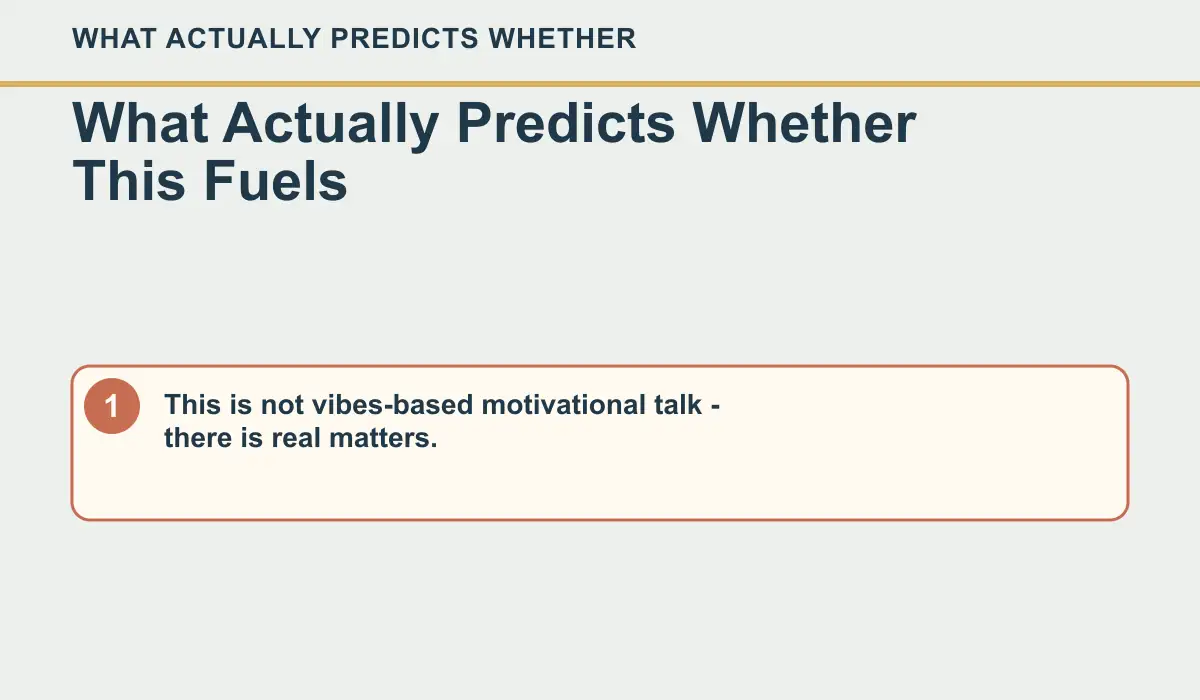 WHAT ACTUALLY PREDICTS WHETHER
What Actually Predicts Whether
This Fuels
1
This is not vibes-based motivational talk -
there is real matters.